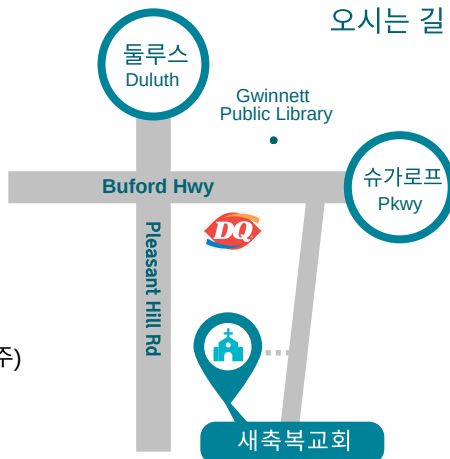 오시는 길
둘루스
Duluth
Gwinnett
Public Library
Buford Hwy
슈가로프
Pkwy
DQ
Pleasant Hill Rd
주)
새축복교회